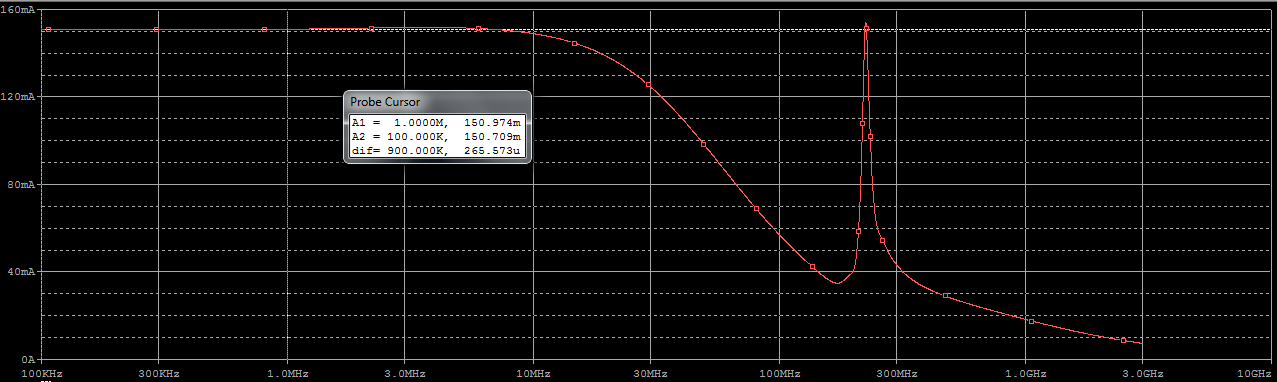 160mA
120mA
80mA
40mA
0A
Probe Cursor
A1 = 1.0000M, 150.974m
A2 = 100.000K, 150.709m
dif= 900.000K, 265.573u
100KHz 300KHz 1.0MHz 3.0MHz 10MHz 30MHz 100MHz 300MHz 1.0GHz 3.0GHz 10GHz